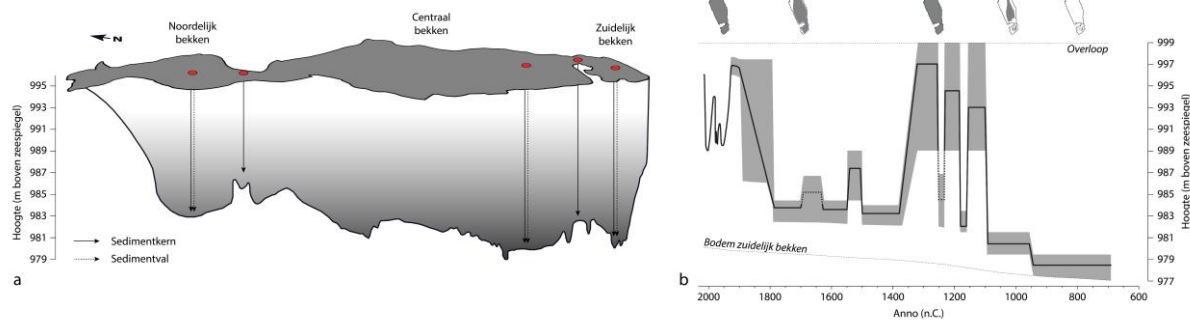 Noordelijk
bekken
Centraal
bekken
Zuidelijk
bekken
N
995
993
991
989
987
985
983
981
979
Hoogte (m boven zeespiegel)
Sedimentkern
Sedimentval
a
Overloop
999
997
995
993
991
989
987
985
983
981
979
977
Hoogte (m boven zeespiegel)
Bodem zuidelijk bekken
b
2000 1800 1600 1400 1200 1000 800 600
Anno (n.C.)